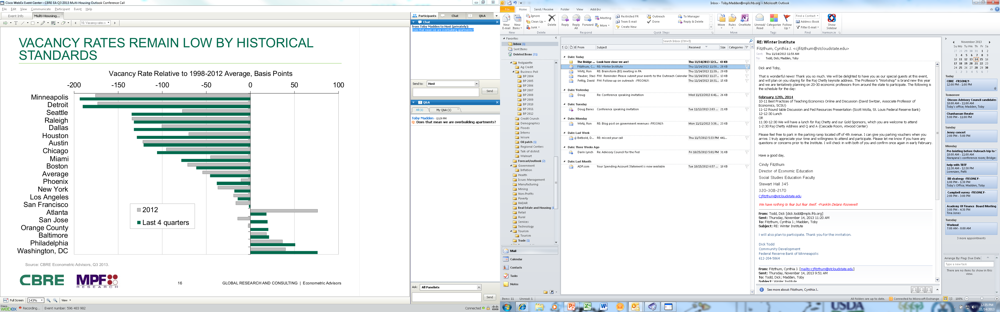 Cisco WebEx Event Center - CBRE EA Q3 2013 Multi-Housing Outlook Conference Call
File Edit View Communicate Participant Event Help
Event Info Multi-Housing...
16: Vacancy rates r
VACANCY RATES REMAIN LOW BY HISTORICAL
STANDARDS
Vacancy Rate Relative to 1998-2012 Average, Basis Points
-200 -150 -100 -50 0 50 100
Minneapolis
Detroit
Seattle
Raleigh
Dallas
Houston
Austin
Chicago
Miami
Boston
Average
Phoenix
New York
Los Angeles
San Francisco
Atlanta
San Jose
Orange County
Baltimore
Philadelphia
Washington, DC
2012
Last 4 quarters
Source: CBRE Econometric Advisors, Q3 2013.
CBRE MPF RESEARCH
16 GLOBAL RESEARCH AND CONSULTING | Econometric Advisors
Full Screen 143% View
Cisco webex Recording... Event number: 596 483 982
Connected cisco
Participants Chat Q&A
Chat
from Toby Madden to Host (privately):
Does that mean we are overbuilding apartments?
Send to: Host
Send
Q&A
All (1) My Q&A (1)
Toby Madden - 12:29 PM
Q: Does that mean we are overbuilding apartments?
Ask: All Panelists
Send
Inbox - Toby.Madden@mpls.frb.org - Microsoft Outlook
File Home Send / Receive Folder View Add-Ins
New E-mail
New Items
New
Ignore
Clean Up
Junk
Delete
Delete
Reply
Reply All
Forward
Meeting
More
Respond
Restricted FR
Team E-mail
Create New
Outreach
Done
To Manager
Reply & Delete
Quick Steps
Move
Rules
OneNote
Move
Unread/ Read
Categorize
Follow Up
Tags
Find a Contact
Address Book
Filter E-mail
Find
Show Sidebar
harmon.ie
Favorites
Inbox (1)
Sent Items
Deleted Items (31)
fedgazette
Ag Credit
Business Poll
BP 2004
BP 2005
BP 2006
BP 2007
BP 2008
BP 2009
BP 2010
BP 2011
BP 2012
Credit Crunch
Demographics
Floods
Interns
leisure
Oil patch (1)
Regional Centers
Talk of district
Walmart
Forecast/outlook (2)
Government
Inflation
Health
Issues Management
Manufacturing
Mining
Non-Profits
Poverty
RADAR
Real Estate and Housing (1
Retail
Rural
Services
Technology
Tourism
Tourism
Trade (1)
Mail
Calendar
Contacts
Tasks
Notes
Items: 11 Unread: 1
Search Inbox (Ctrl+E)
From Subject Received Size Categories
Date: Today
The Bridge ... Look how close we are! Thu 11/14/2013 12:3... 43 KB
Fitzthum, C... RE: Winter Institute Thu 11/14/2013 11:58... 28 KB
Wirtz, Ron RE: Brainstorm (BS) meeting in PA Thu 11/14/2013 11:39... 29 KB
Hauber, Staci FW: Reminder: Please submit your events to the Outreach Calendar Thu 11/14/2013 11:27... 13 KB
Fettig, David FW: Follow-up on outreach -FRSONLY- Thu 11/14/2013 10:31... 15 KB
Date: Yesterday
Doug Re: Conference speaking invitation Wed 11/13/2013 6:41... 26 KB
Date: Tuesday
Doug Banes Conference speaking invitation Tue 11/12/2013 2:03 ... 21 KB
Date: Monday
Wirtz, Ron RE: Blog post on government revenues -FRSONLY- Mon 11/11/2013 3:38... 23 KB
Date: Last Week
Batbold, D... RE: missed your call Thu 11/7/2013 5:33 PM 441...
Date: Three Weeks Ago
Darin Lynch Re: Advisory Council for the Fed Fri 10/25/2013 5:01 PM 31 KB
Date: Last Month
ADP.com Your Spending Account Statement is now available Tue 10/15/2013 6:57 ... 10 KB
RE: Winter Institute
Fitzthum, Cynthia J. <cjfitzthum@stcloudstate.edu>
Sent: Thu 11/14/2013 11:58 AM
To: Todd, Dick; Madden, Toby
Dick and Toby,
That is wonderful news! Thank you so much. We will be delighted to have you as our special guests at this event,
and will plan on you staying for the Raj Chetty keynote address. The Professor's "Workshop" is brand new this year
and we are tentatively planning on 20-30 economic professors from around the state to participate. The following is
the schedule for the day:
February 12th, 2014
10-11 Best Practices of Teaching Economics Online and Discussion (David Switzer, Associate Professor of
Economics, SCSU)
11-12 Round table Discussion and Fed Resources Presentation (Scott Wolla, St. Louis Federal Reserve Bank)
12-12:30 Lunch
OR
11:30-12:30 We will have a lunch for Raj Chetty and our Gold Sponsors, which you are welcome to attend
1-2:30 Raj Chetty Address and Q and A (Cascade Room, Atwood Center)
Please feel free to park in the parking ramp located off of 4th Avenue. I can give you parking vouchers when you
arrive. I truly appreciate your time and willingness to attend and participate. Please let me know if you have any
questions or concerns prior to the Institute. I will check in with both of you and confirm once again in early February.
Have a good day,
Cindy Fitzthum
Director of Economic Education
Social Studies Education Faculty
Stewart Hall 345
320-308-2170
Cjfitzthum@stcloudstate.edu
We have nothing to fear but fear itself. -Franklin Delano Roosevelt
From: Todd, Dick [dick.todd@mpls.frb.org]
Sent: Thursday, November 14, 2013 11:20 AM
To: Fitzthum, Cynthia J.; Madden, Toby
Subject: RE: Winter Institute
I will also plan to participate. Thank you for the invitation.
Dick Todd
Community Development
Federal Reserve Bank of Minneapolis
612-204-5864
From: Fitzthum, Cynthia J. [mailto:cjfitzthum@stcloudstate.edu]
Sent: Thursday, November 14, 2013 9:51 AM
To: Todd, Dick; Madden, Toby
Subject: Winter Institute
See more about: Fitzthum, Cynthia J..
November 2013
Su Mo Tu We Th Fr Sa
27 28 29 30 31 1 2
3 4 5 6 7 8 9
10 11 12 13 14 15 16
17 18 19 20 21 22 23
24 25 26 27 28 29 30
1 2 3 4 5 6 7
Today
CBRE -FRSONLY-
12:00 PM - 1:00 PM
Tomorrow
Discuss Advisory Council candidates
10:00 AM - 11:00 AM
Toby's office; Madden, Toby
Chanhassan theatre
5:00 PM - 11:00 PM
Sunday
Jenny concert
2:00 PM - 5:00 PM
Monday
Pre-briefing before Outreach trip to
10:00 AM - 11:00 AM
Narayana's conference room; Bridge
help with TBTF
11:30 AM - 12:30 PM
Lorenzen, Patti
BB strategy -FRSONLY-
1:00 PM - 1:30 PM
Toby's Office; Madden, Toby
Campbell survey -FRSONLY-
2:00 PM - 3:00 PM
Academy Of Finance Board Meeting
3:00 PM - 4:30 PM
Tina Jones
Tuesday
Workout
7:00 AM - 8:00 AM
3 more appointments
Arrange By: Flag: Due Date
Type a new task
There are no items to show in this
view.
All folders are up to date. Connected to Microsoft Exchange 100%
USDA
12:35 PM
11/14/2013